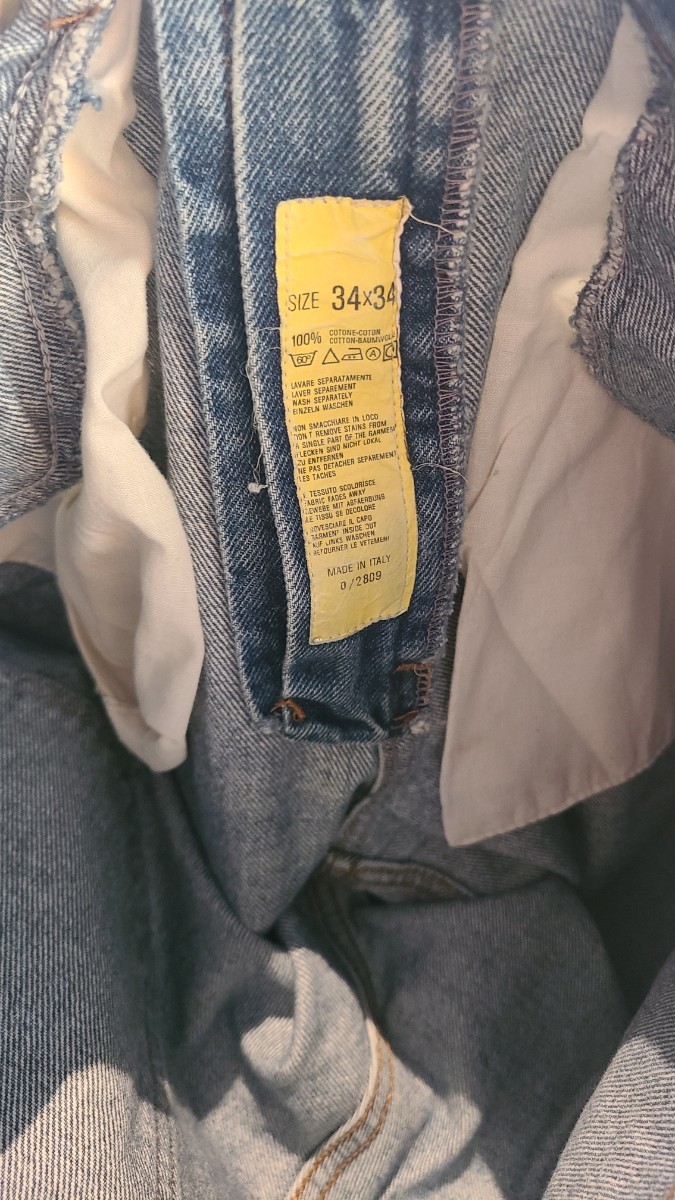 SIZE 34×34
100% COTONE-COTON
COTTON-BAUMWOLLE
60° A
LAVARE SEPARATAMENTE
LAVER SEPAREMENT
WASH SEPARATELY
EINZELN WASCHEN
NON SMACCHIARE IN LOCO
DON T REMOVE STAINS FROM
A SINGLE PART OF THE GARMENT
FLECKEN SIND NICHT LOKAL
ZU ENTFERNEN
NE PAS DETACHER SEPAREMENT
LES TACHES
IL TESSUTO SCOLORISCE
FABRIC FADES AWAY
GEWEBE MIT ABFAERBUNG
LE TISSU SE DECOLORE
ROVESCIARE IL CAPO
GARMENT INSIDE OUT
AUF LINKS WASCHEN
RETOURNER LE VETEMENT
MADE IN ITALY
0/2809